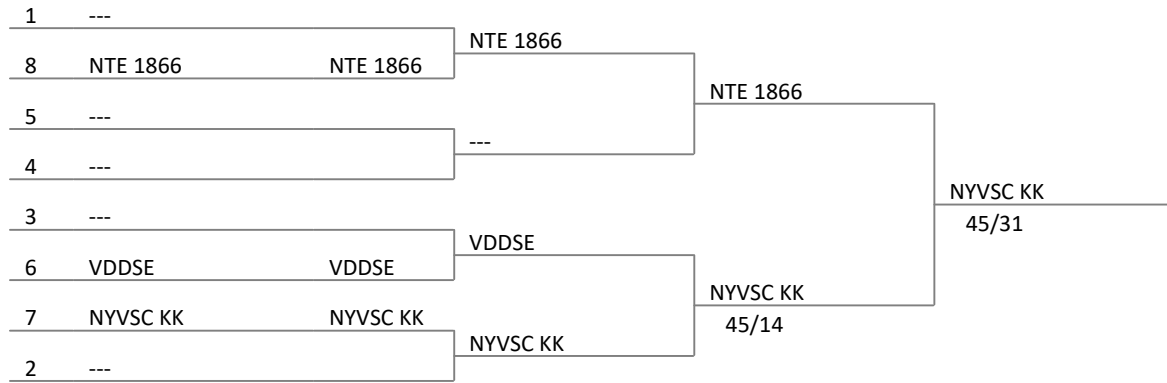 1 ---
NTE 1866
8 NTE 1866 NTE 1866
NTE 1866
5 ---
---
4 ---
NYVSC KK
45/31
3 ---
VDDSE
6 VDDSE VDDSE
NYVSC KK
45/14
7 NYVSC KK NYVSC KK
NYVSC KK
2 ---